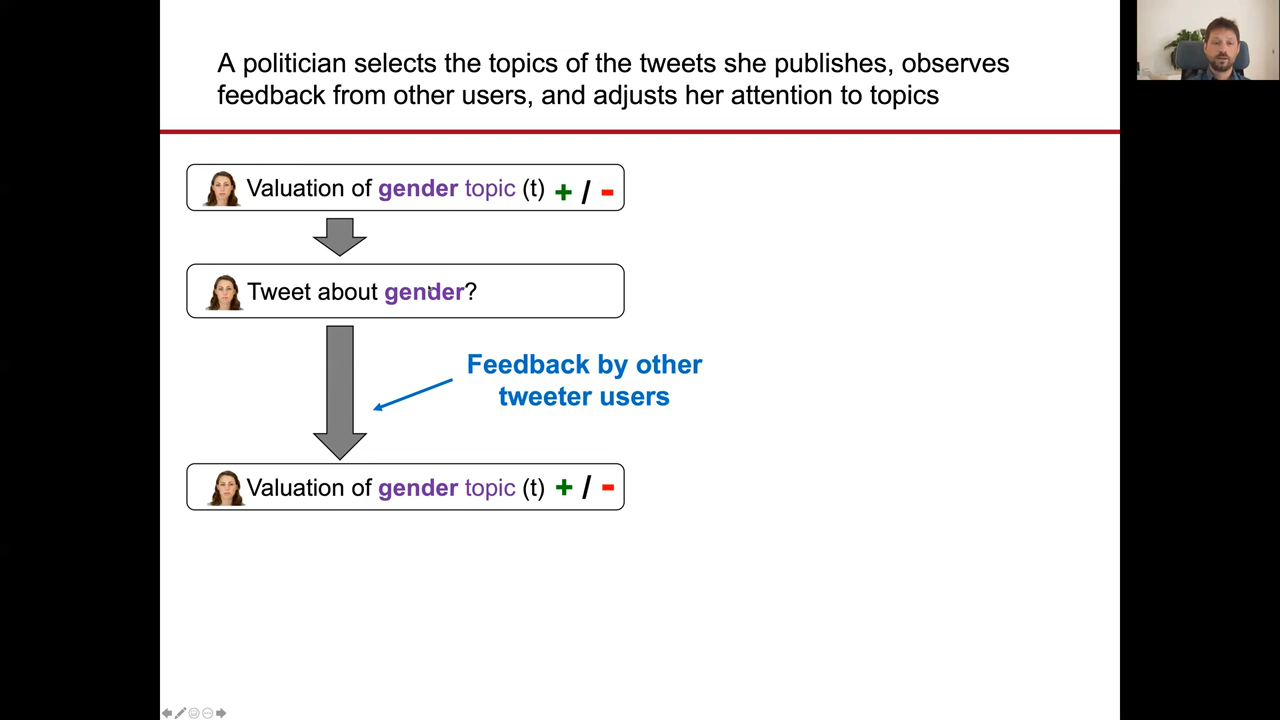 A politician selects the topics of the tweets she publishes, observes
feedback from other users, and adjusts her attention to topics
Valuation of gender topic (t) + / -
Tweet about gender?
Feedback by other
tweeter users
Valuation of gender topic (t) + / -